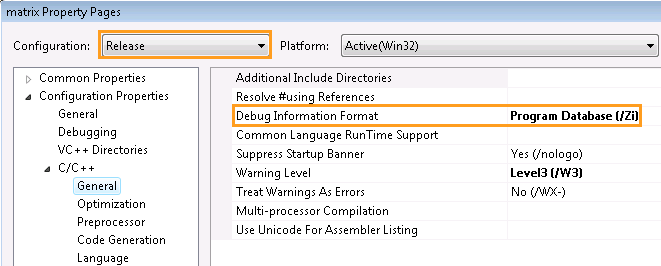 matrix Property Pages
Configuration: Release Platform: Active(Win32)
Common Properties
Configuration Properties
General
Debugging
VC++ Directories
C/C++
General
Optimization
Preprocessor
Code Generation
Language
Additional Include Directories
Resolve #using References
Debug Information Format Program Database (/Zi)
Common Language RunTime Support
Suppress Startup Banner Yes (/nologo)
Warning Level Level3 (/W3)
Treat Warnings As Errors No (/WX-)
Multi-processor Compilation
Use Unicode For Assembler Listing